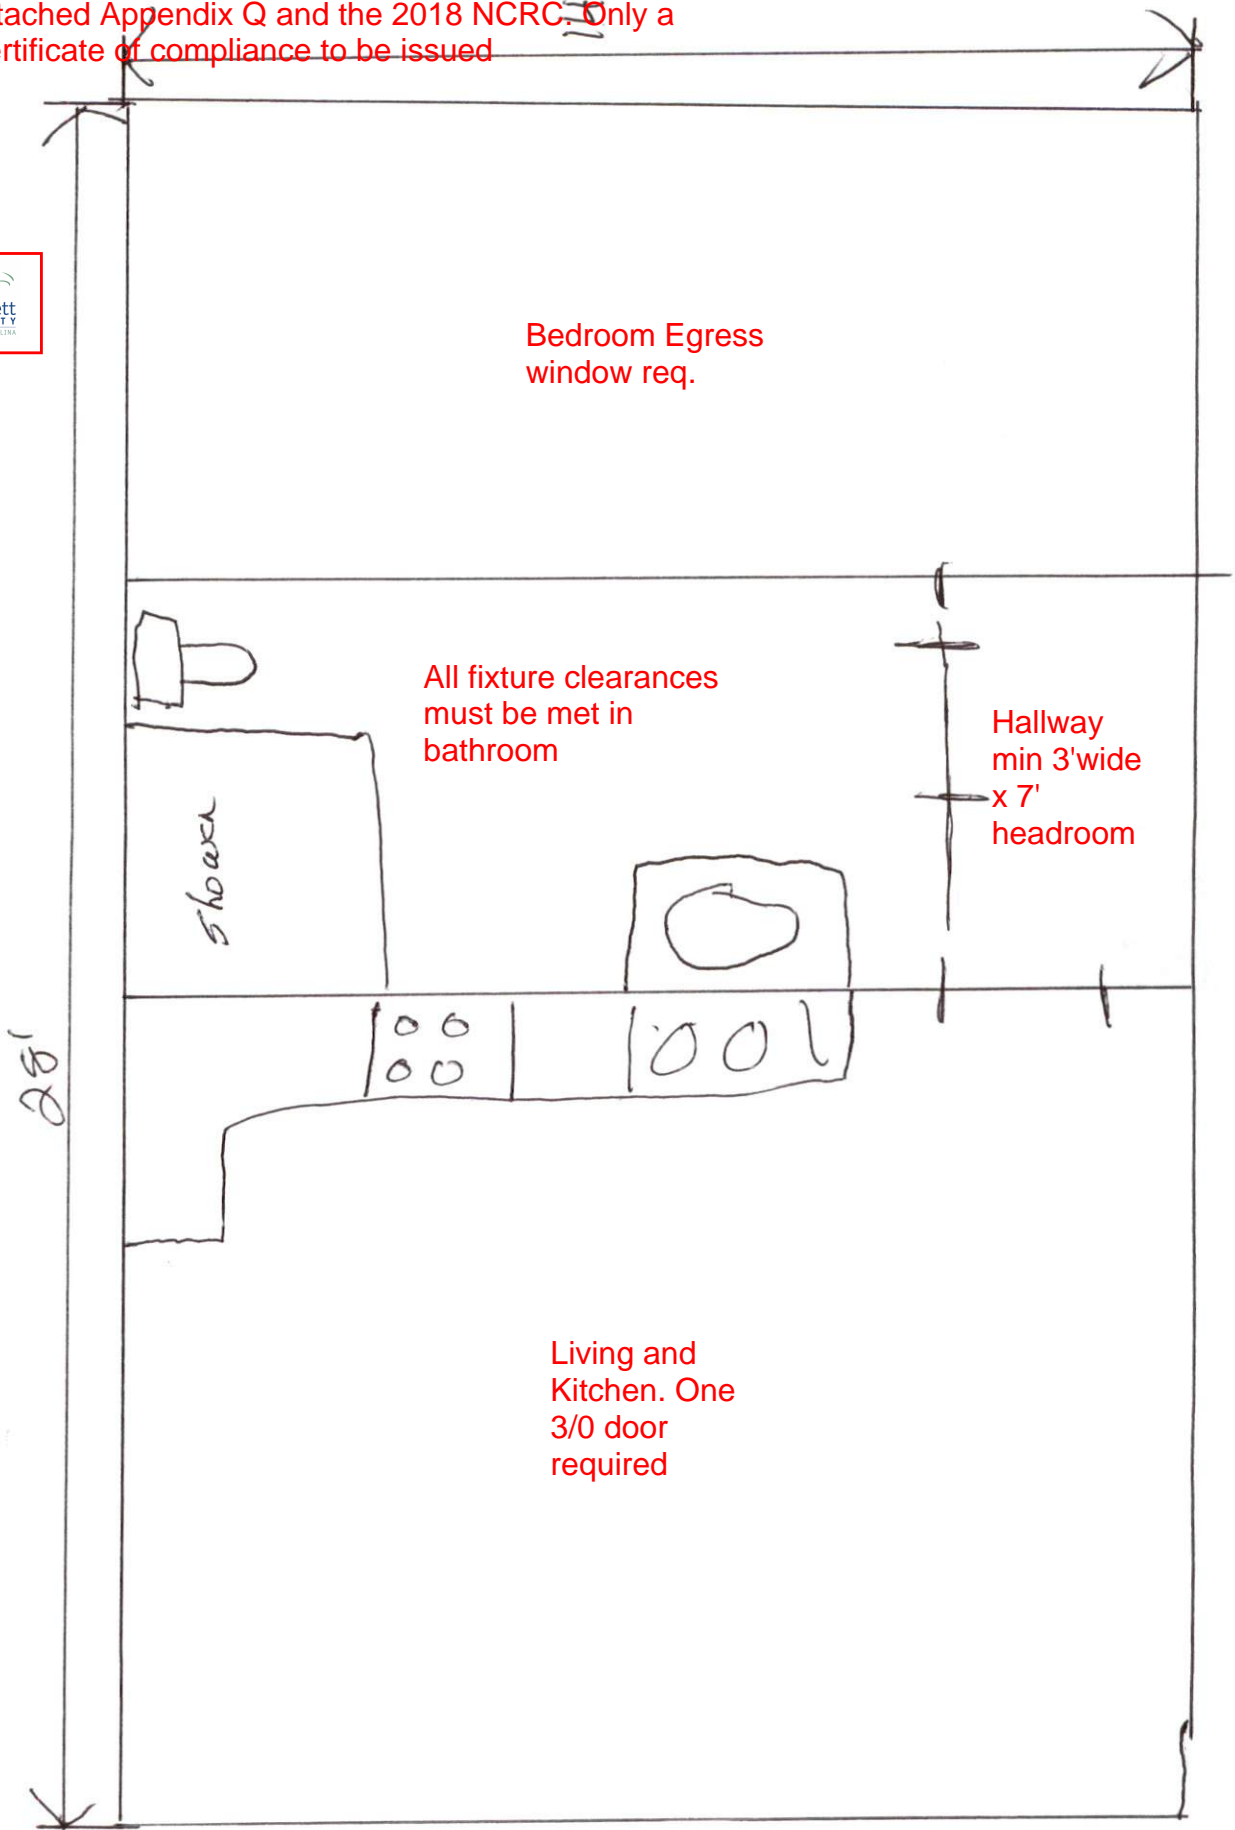 Appendix Q and the 2018 NCRC. Only a
of compliance to be issued
Bedroom Egress
window req.
All fixture clearances
must be met in
bathroom
Hallway
min 3'wide
x 7'
headroom
Shower
28'
Living and
Kitchen. One
3/0 door
required